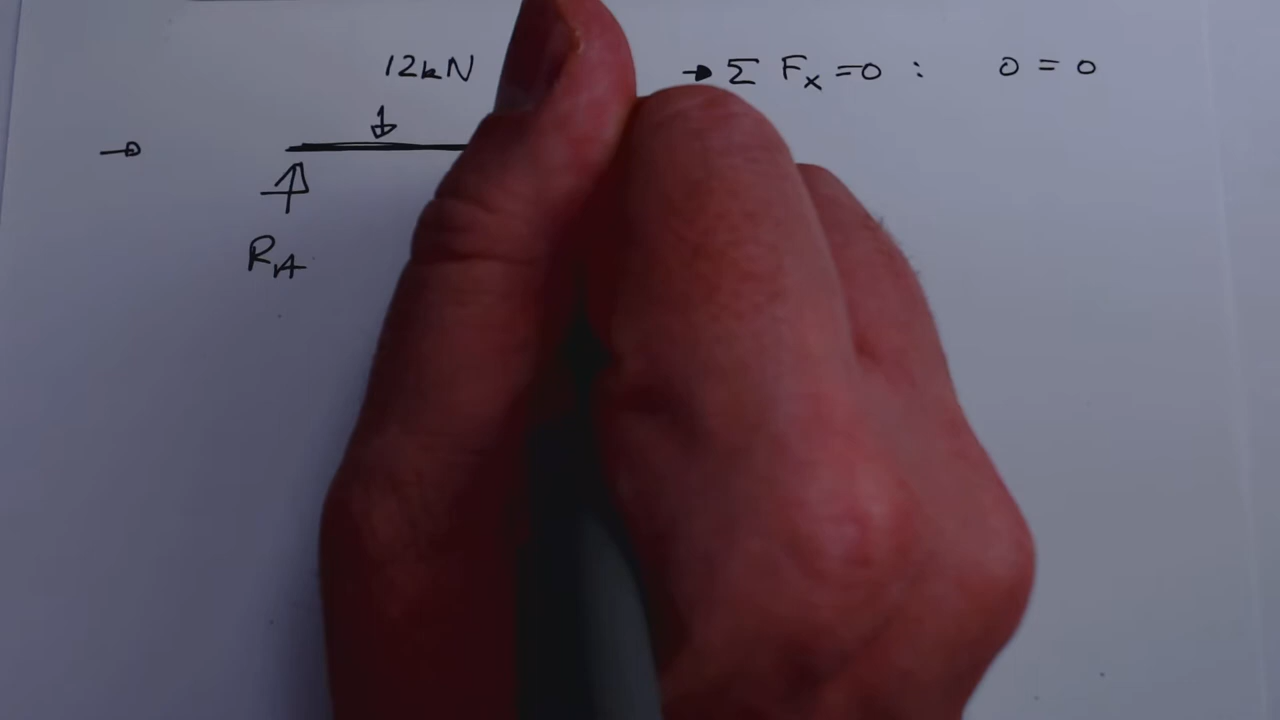 12kN
→ Σ Fx =0 : 0 = 0
RA